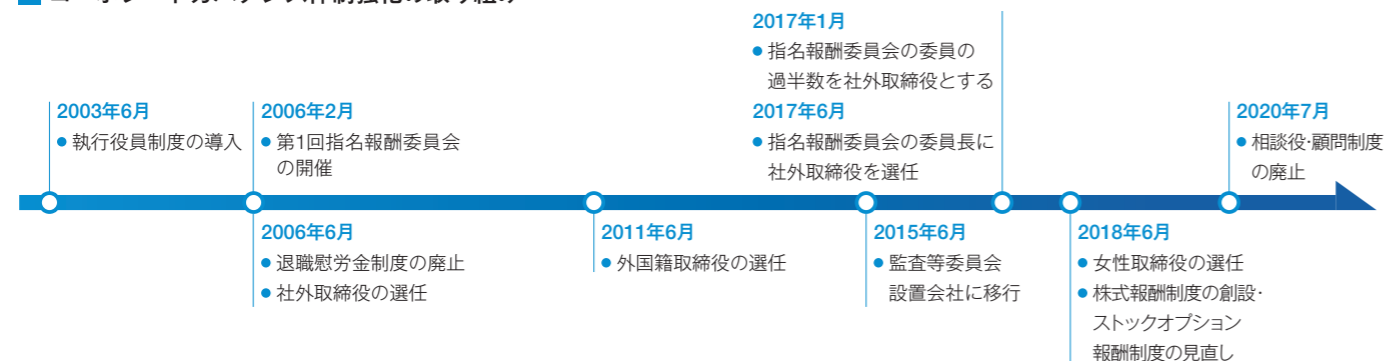 2003年6月
● 執行役員制度の導入
2006年2月
● 第1回指名報酬委員会
の開催
2006年6月
● 退職慰労金制度の廃止
● 社外取締役の選任
2011年6月
● 外国籍取締役の選任
2015年6月
● 監査等委員会
設置会社に移行
2017年1月
● 指名報酬委員会の委員の
過半数を社外取締役とする
2017年6月
● 指名報酬委員会の委員長に
社外取締役を選任
2018年6月
● 女性取締役の選任
● 株式報酬制度の創設・
ストックオプション
報酬制度の見直し
2020年7月
● 相談役・顧問制度
の廃止